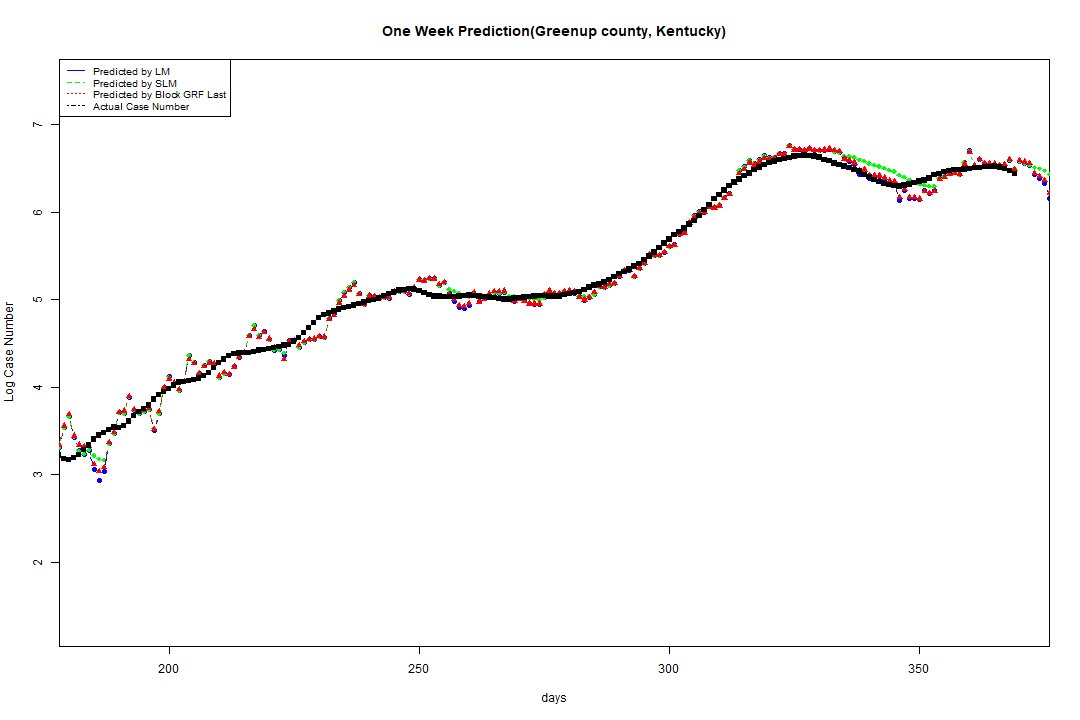 One Week Prediction(Greenup county, Kentucky)
Predicted by LM
Predicted by SLM
Predicted by Block GRF Last
Actual Case Number
Log Case Number
7
6
5
4
3
2
200 250 300 350
days